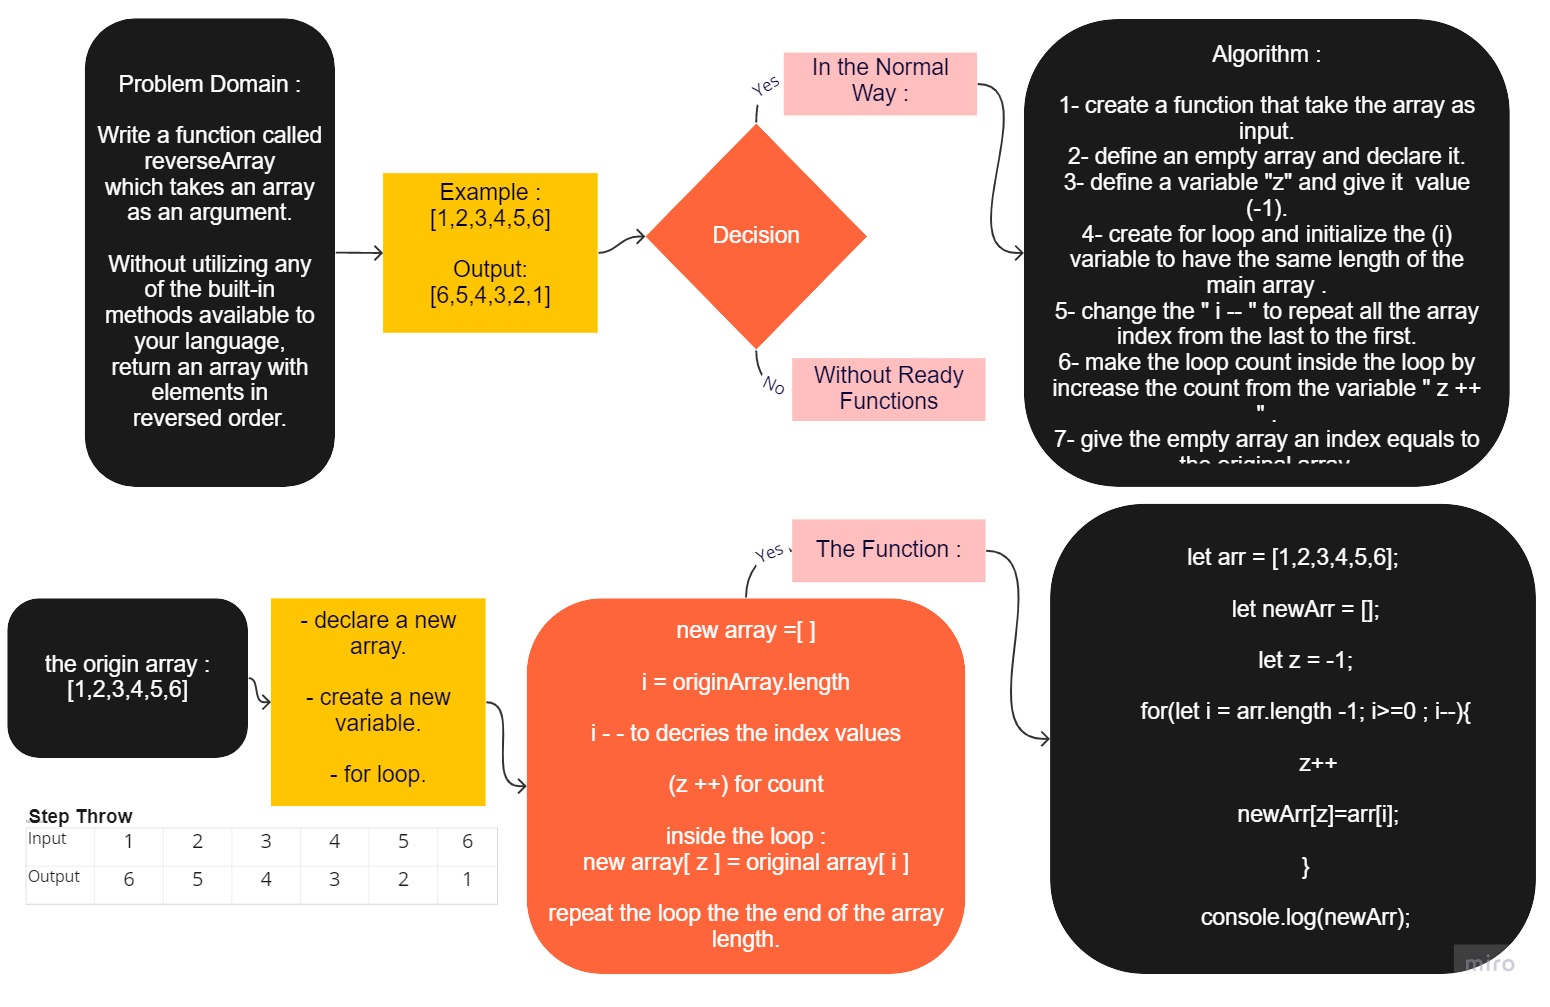 Problem Domain :
Write a function called
reverseArray
which takes an array
as an argument.
Without utilizing any
of the built-in
methods available to
your language,
return an array with
elements in
reversed order.
Example :
[1,2,3,4,5,6]
Output:
[6,5,4,3,2,1]
Decision
Yes
In the Normal
Way :
No
Without Ready
Functions
Algorithm :
1- create a function that take the array as
input.
2- define an empty array and declare it.
3- define a variable "z" and give it  value
(-1).
4- create for loop and initialize the (i)
variable to have the same length of the
main array .
5- change the " i -- " to repeat all the array
index from the last to the first.
6- make the loop count inside the loop by
increase the count from the variable " z ++
" .
7- give the empty array an index equals to
the original array
the origin array :
[1,2,3,4,5,6]
- declare a new
array.
- create a new
variable.
- for loop.
Step Throw
Input 1 2 3 4 5 6
Output 6 5 4 3 2 1
new array =[ ]
i = originArray.length
i - - to decries the index values
(z ++) for count
inside the loop :
new array[ z ] = original array[ i ]
repeat the loop the the end of the array
length.
Yes
The Function :
let arr = [1,2,3,4,5,6];
let newArr = [];
let z = -1;
for(let i = arr.length -1; i>=0 ; i--){
z++
newArr[z]=arr[i];
}
console.log(newArr);
miro